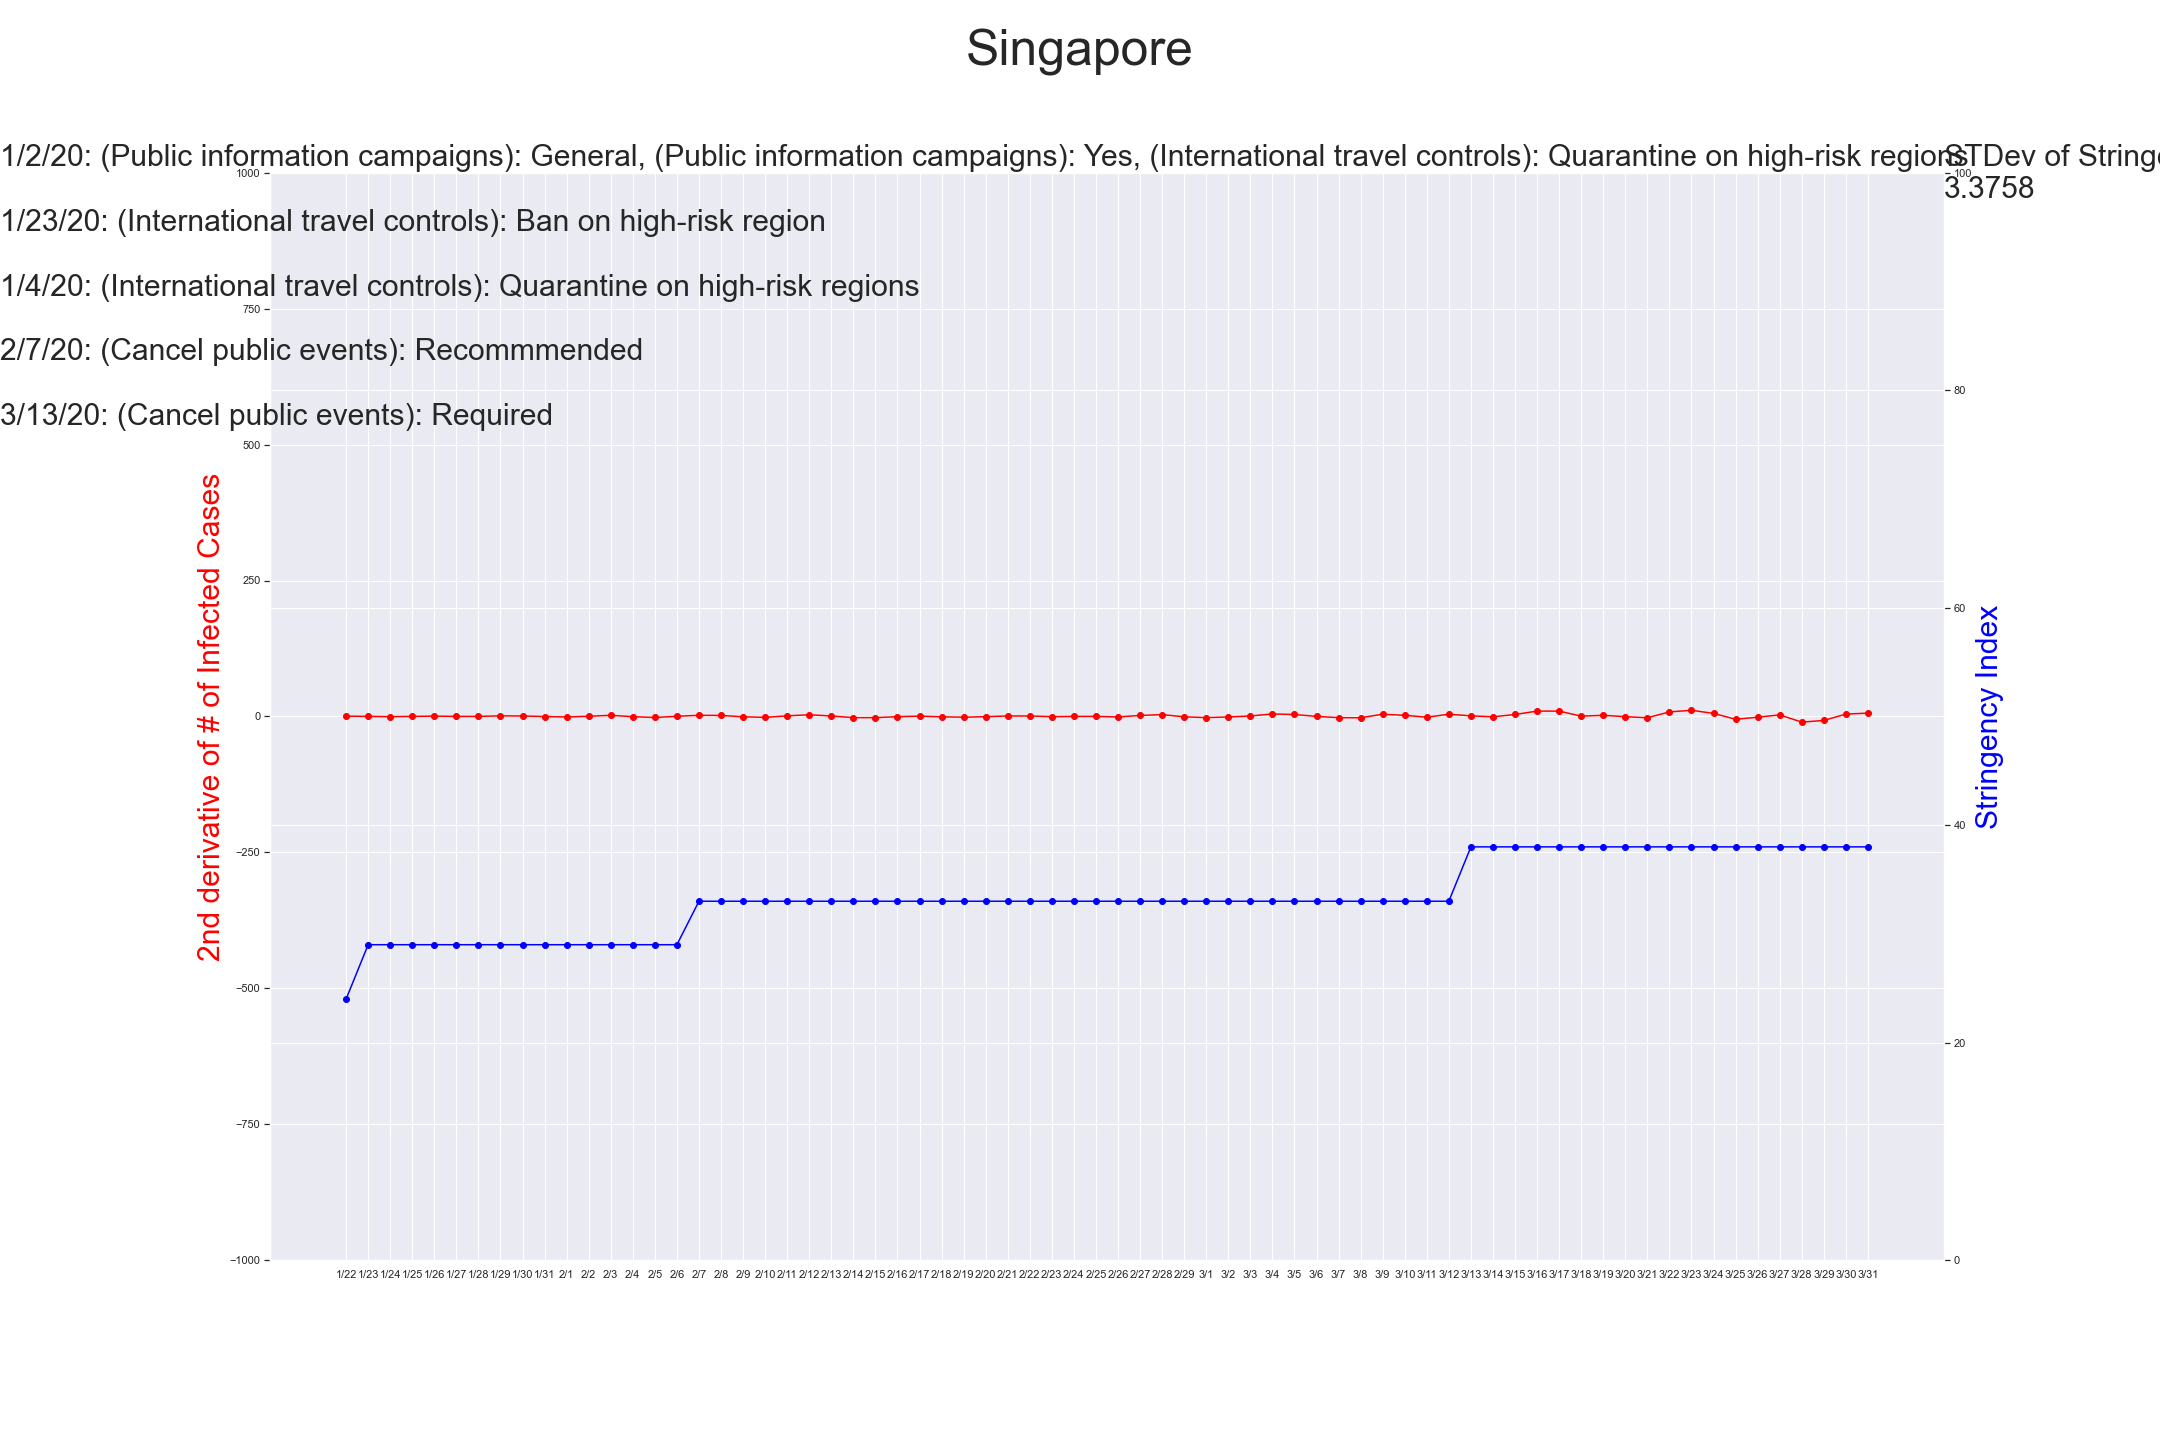 Singapore
1/2/20: (Public information campaigns): General, (Public information campaigns): Yes, (International travel controls): Quarantine on high-risk regions
STDev of Stringe
3.3758
1/23/20: (International travel controls): Ban on high-risk region
1/4/20: (International travel controls): Quarantine on high-risk regions
2/7/20: (Cancel public events): Recommmended
3/13/20: (Cancel public events): Required
2nd derivative of # of Infected Cases
1000
750
500
250
0
−250
−500
−750
−1000
100
80
60
40
20
0
Stringency Index
1/22 1/23 1/24 1/25 1/26 1/27 1/28 1/29 1/30 1/31 2/1 2/2 2/3 2/4 2/5 2/6 2/7 2/8 2/9 2/10 2/11 2/12 2/13 2/14 2/15 2/16 2/17 2/18 2/19 2/20 2/21 2/22 2/23 2/24 2/25 2/26 2/27 2/28 2/29 3/1 3/2 3/3 3/4 3/5 3/6 3/7 3/8 3/9 3/10 3/11 3/12 3/13 3/14 3/15 3/16 3/17 3/18 3/19 3/20 3/21 3/22 3/23 3/24 3/25 3/26 3/27 3/28 3/29 3/30 3/31